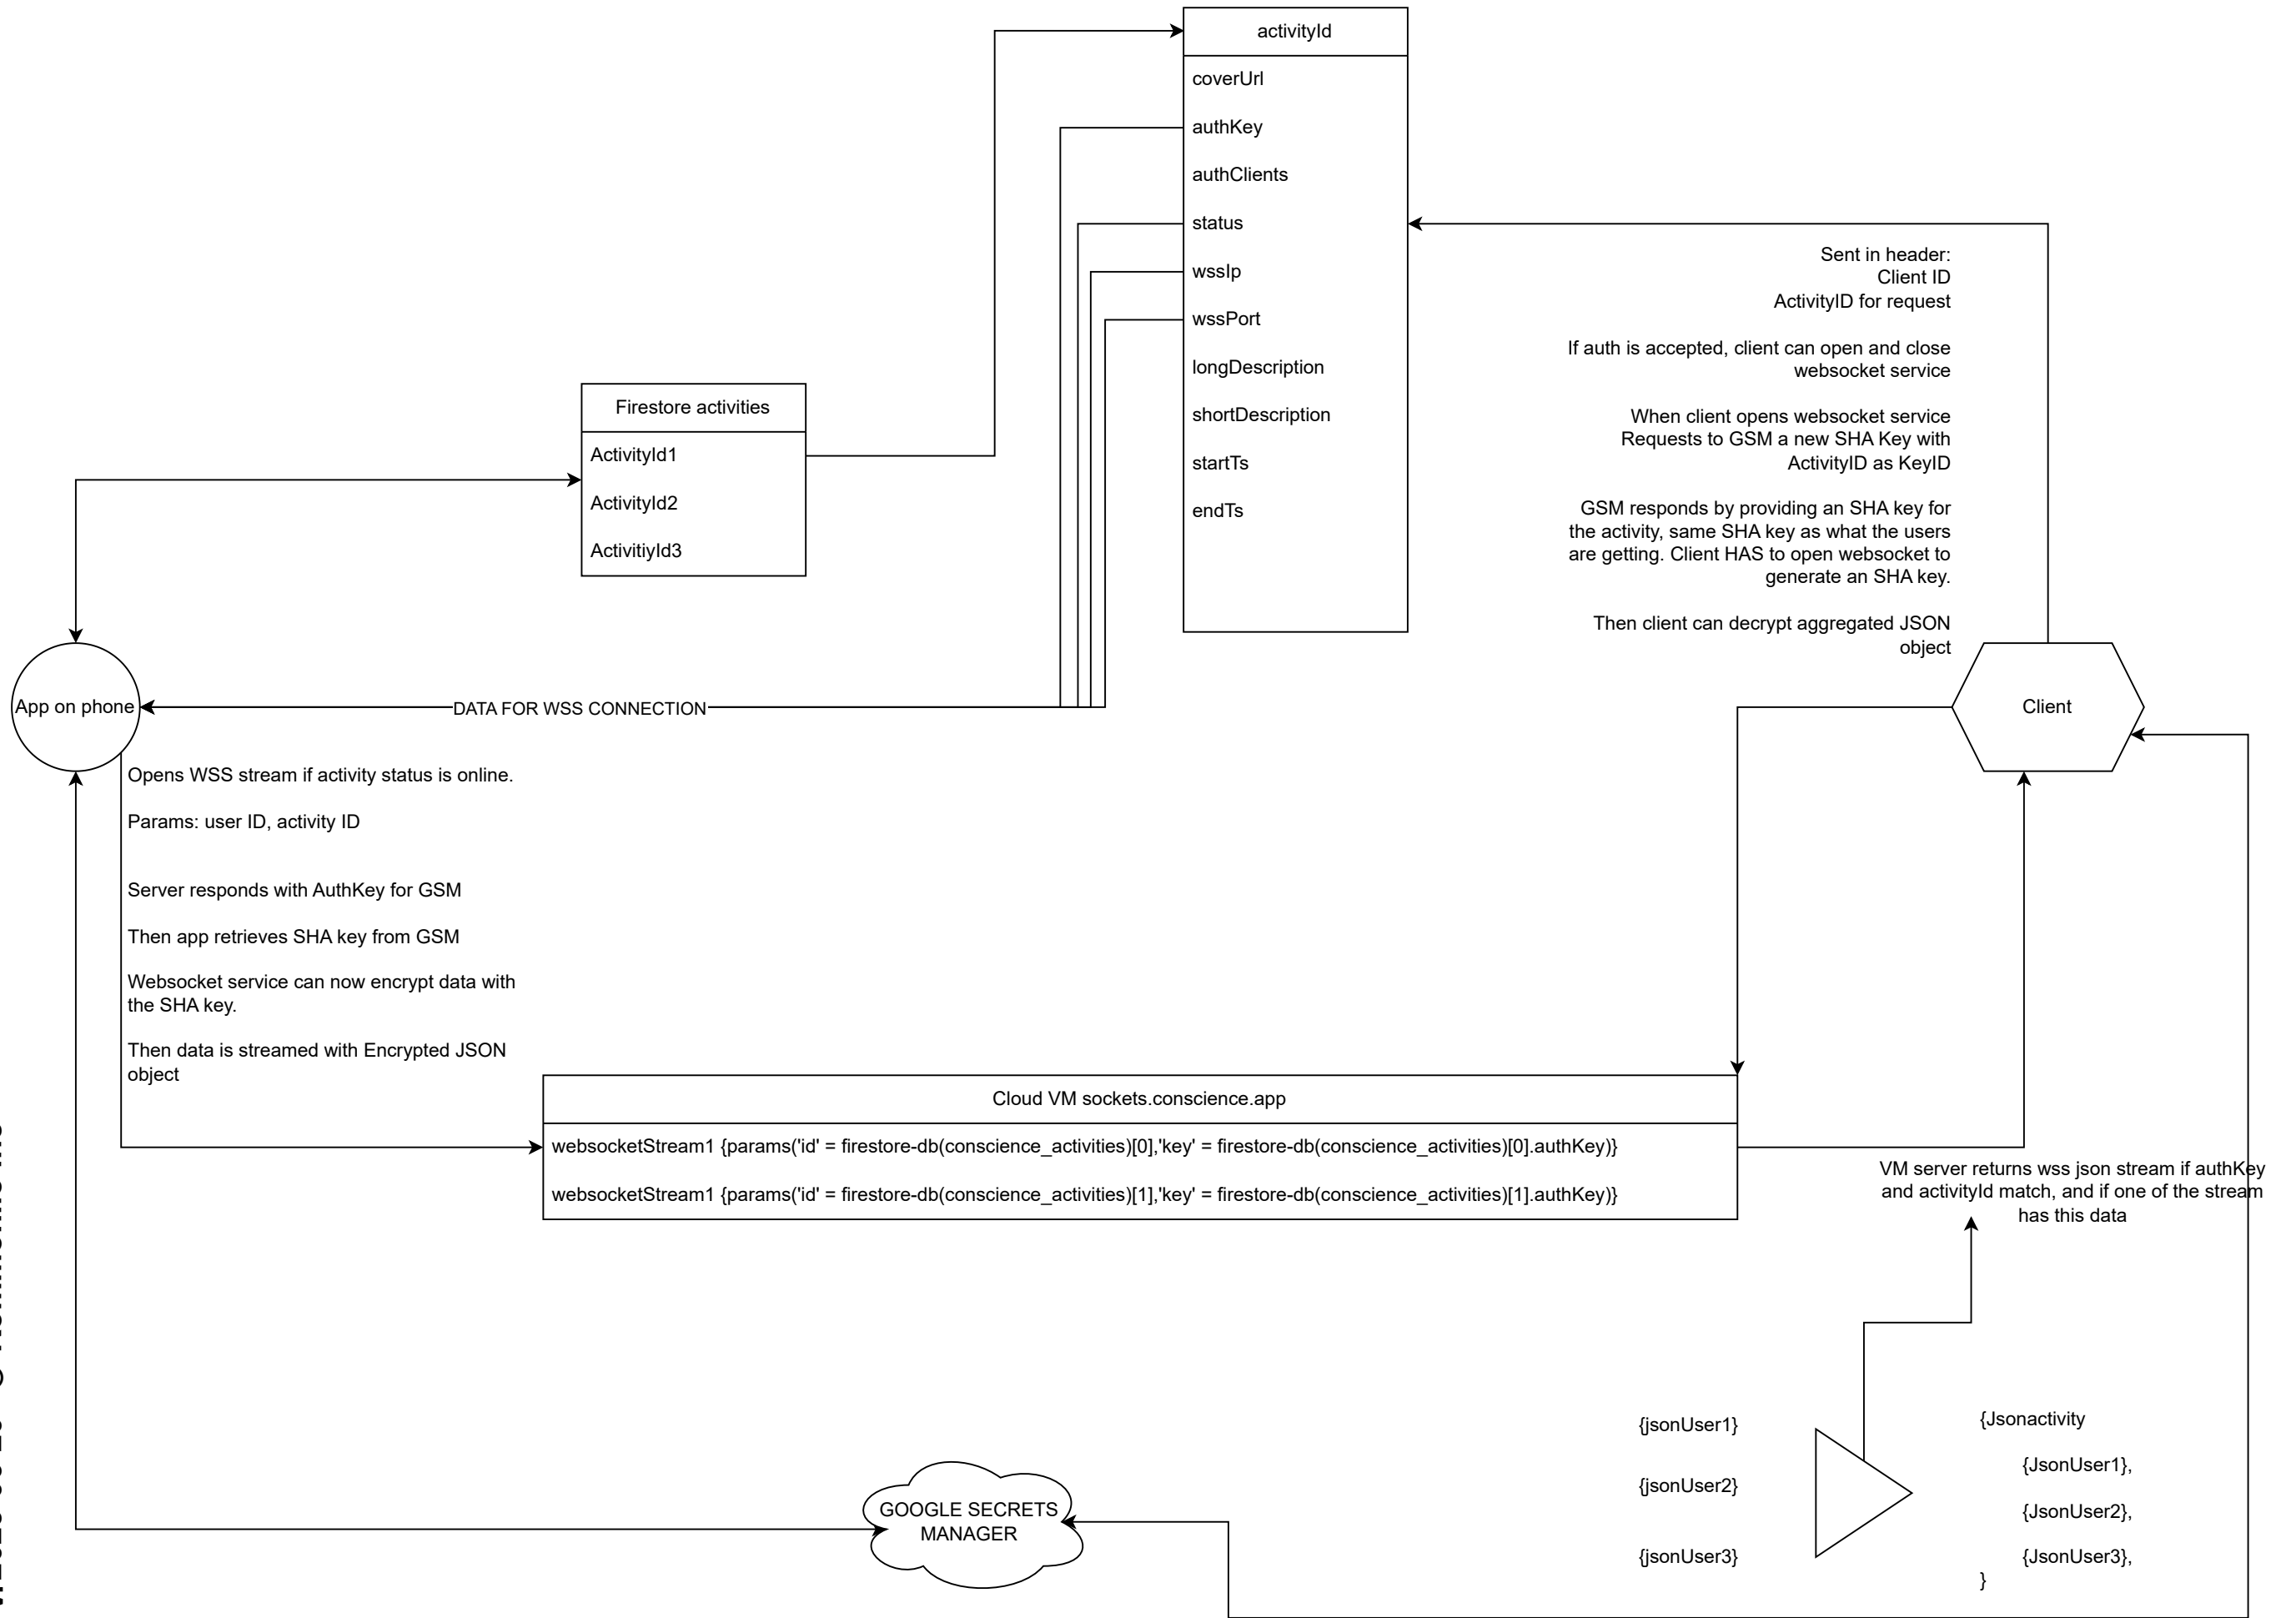 activityId
coverUrl
authKey
authClients
status
wssIp
wssPort
longDescription
shortDescription
startTs
endTs
Sent in header:
Client ID
ActivityID for request
If auth is accepted, client can open and close
websocket service
When client opens websocket service
Requests to GSM a new SHA Key with
ActivityID as KeyID
GSM responds by providing an SHA key for
the activity, same SHA key as what the users
are getting. Client HAS to open websocket to
generate an SHA key.
Then client can decrypt aggregated JSON
object
Firestore activities
ActivityId1
ActivityId2
ActivitiyId3
App on phone
DATA FOR WSS CONNECTION
Client
Opens WSS stream if activity status is online.
Params: user ID, activity ID
Server responds with AuthKey for GSM
Then app retrieves SHA key from GSM
Websocket service can now encrypt data with
the SHA key.
Then data is streamed with Encrypted JSON
object
Cloud VM sockets.conscience.app
websocketStream1 {params('id' = firestore-db(conscience_activities)[0],'key' = firestore-db(conscience_activities)[0].authKey)}
websocketStream1 {params('id' = firestore-db(conscience_activities)[1],'key' = firestore-db(conscience_activities)[1].authKey)}
VM server returns wss json stream if authKey
and activityId match, and if one of the stream
has this data
{jsonUser1}
{jsonUser2}
{jsonUser3}
{Jsonactivity
{JsonUser1},
{JsonUser2},
{JsonUser3},
}
GOOGLE SECRETS
MANAGER